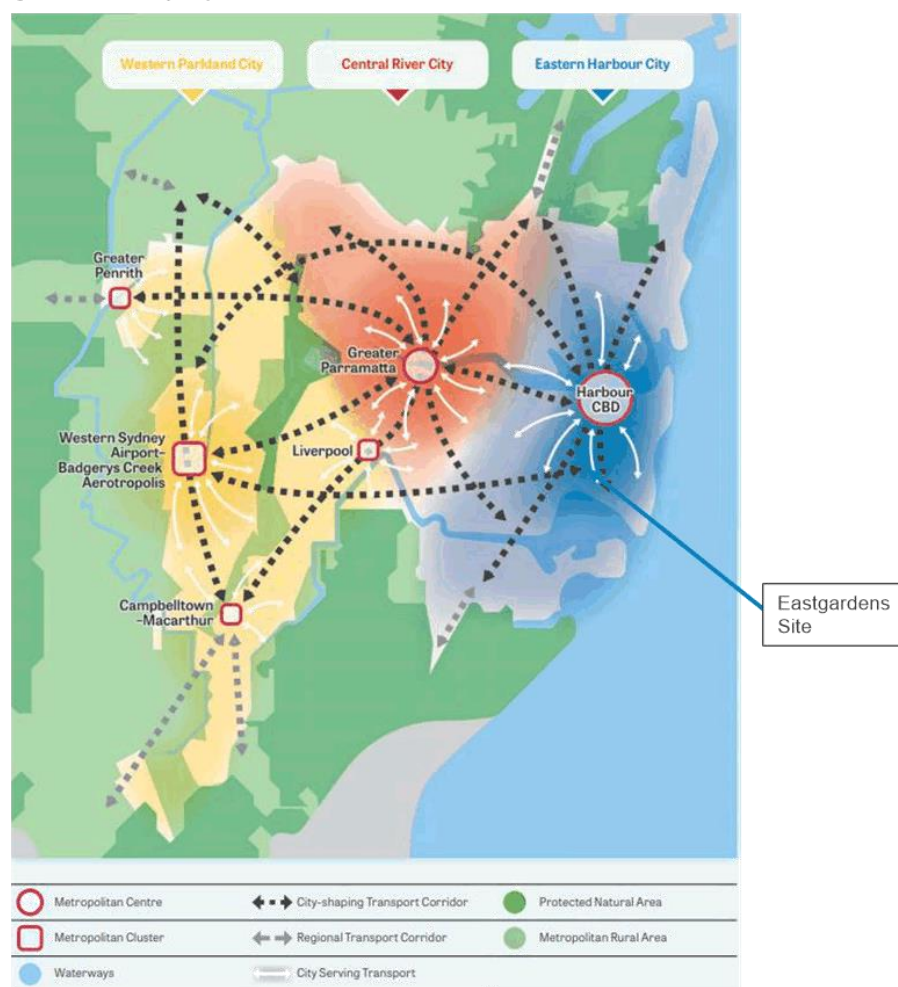 Western Parkland City
Central River City
Eastern Harbour City
Greater
Penrith
Greater
Parramatta
Harbour
CBD
Western Sydney
Airport–
Badgerys Creek
Aerotropolis
Liverpool
Campbelltown
–Macarthur
Eastgardens
Site
Metropolitan Centre
City-shaping Transport Corridor
Protected Natural Area
Metropolitan Cluster
Regional Transport Corridor
Metropolitan Rural Area
Waterways
City Serving Transport